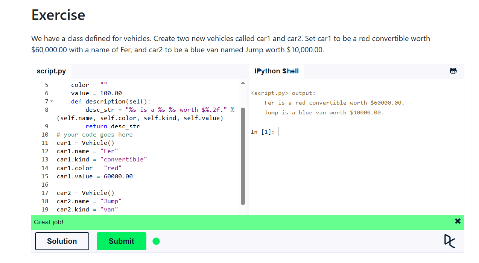 Exercise
We have a class defined for vehicles. Create two new vehicles called car1 and car2. Set car1 to be a red convertible worth
$60,000.00 with a name of Fer, and car2 to be a blue van named Jump worth $10,000.00.
script.py
IPython Shell
5 color = ""
6 value = 100.00
7 def description(self):
8 desc_str = "%s is a %s %s worth $%.2f." %
(self.name, self.color, self.kind, self.value)
9 return desc_str
10 # your code goes here
11 car1 = Vehicle()
12 car1.name = "Fer"
13 car1.kind = "convertible"
14 car1.color = "red"
15 car1.value = 60000.00
16
17 car2 = Vehicle()
18 car2.name = "Jump"
19 car2.kind = "van"
<script.py> output:
Fer is a red convertible worth $60000.00.
Jump is a blue van worth $10000.00.
In [1]:
Great job!
Solution
Submit